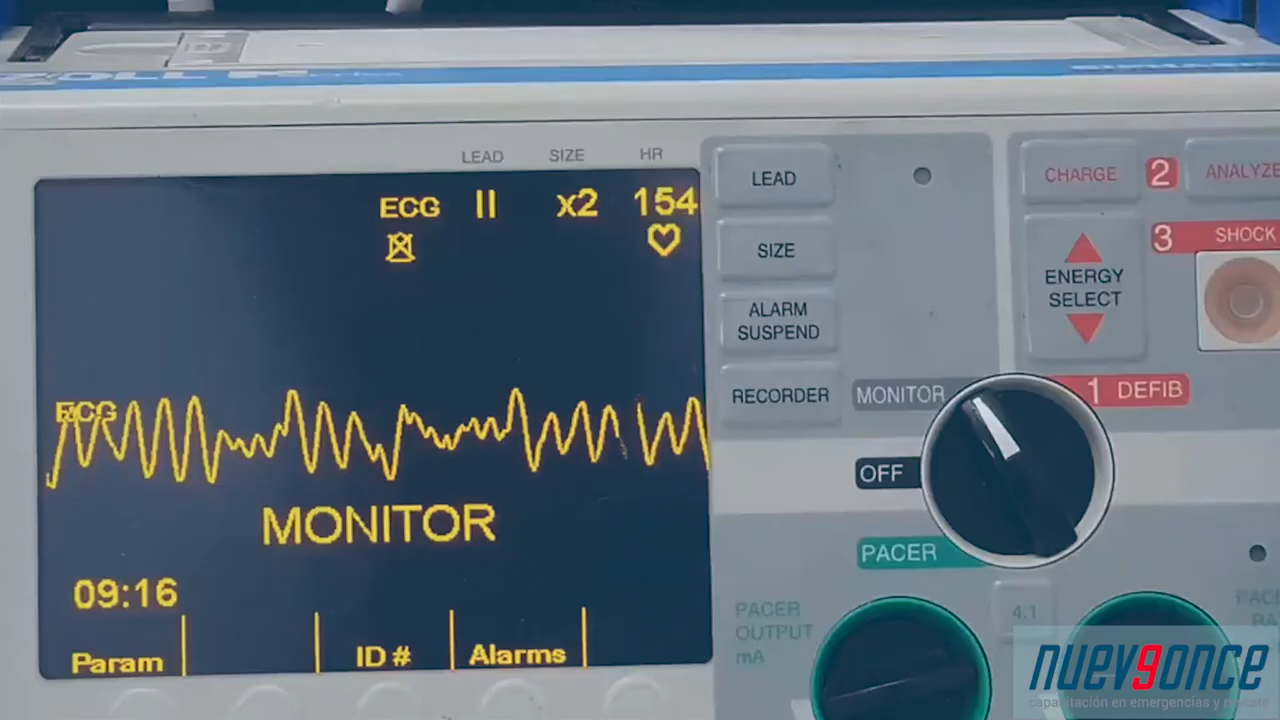 ZOLL
LEAD SIZE HR
ECG II x2 154
ECG
MONITOR
09:16
Param ID # Alarms
LEAD
SIZE
ALARM
SUSPEND
RECORDER
CHARGE 2 ANALYZE
3 SHOCK
ENERGY
SELECT
MONITOR 1 DEFIB
OFF
PACER
PACER
OUTPUT
mA
4:1
nuev9once
capacitación en emergencias y rescate